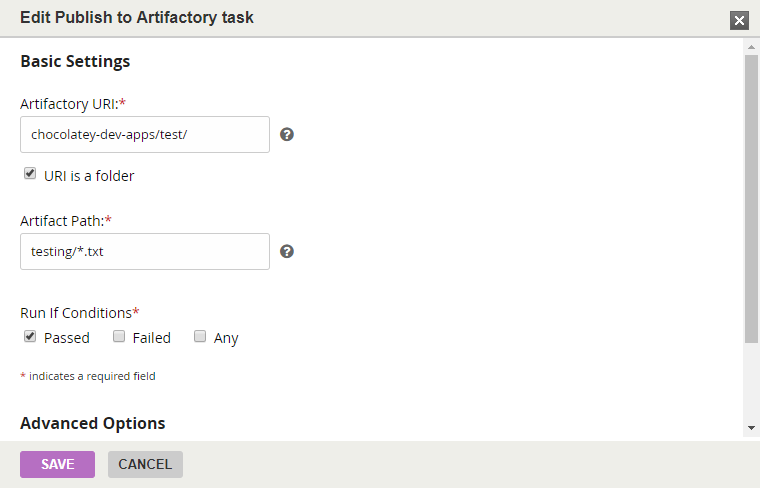 Edit Publish to Artifactory task
Basic Settings
Artifactory URI:*
chocolatey-dev-apps/test/
URI is a folder
Artifact Path:*
testing/*.txt
Run If Conditions*
Passed Failed Any
* indicates a required field
Advanced Options
SAVE CANCEL